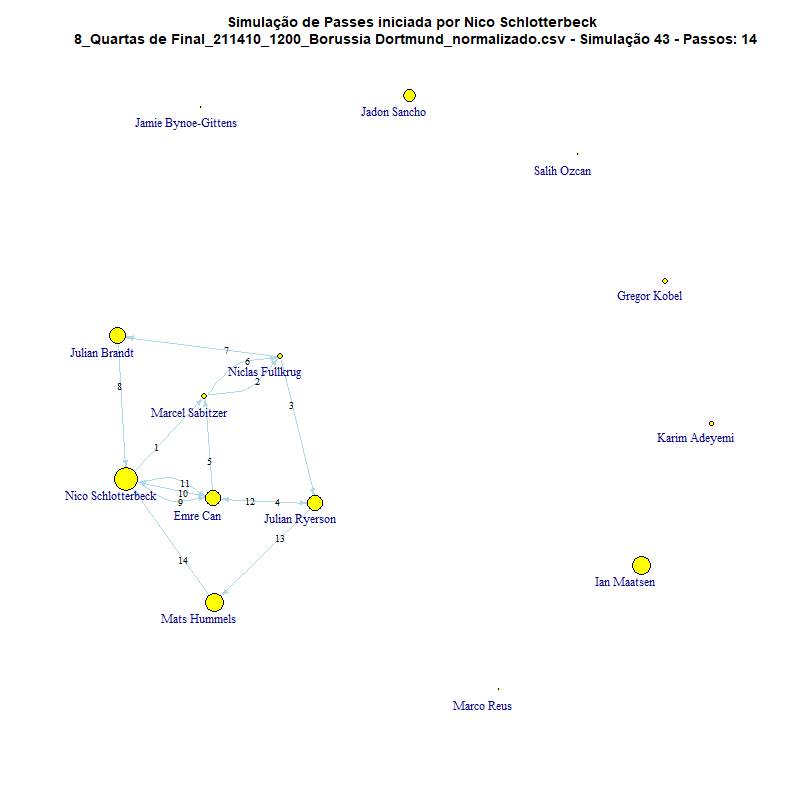 Simulação de Passes iniciada por Nico Schlotterbeck
8_Quartas de Final_211410_1200_Borussia Dortmund_normalizado.csv - Simulação 43 - Passos: 14
Jamie Bynoe-Gittens
Jadon Sancho
Salih Ozcan
Gregor Kobel
Julian Brandt
7
6
Niclas Fullkrug
2
8
3
Marcel Sabitzer
Karim Adeyemi
1
5
11
10
Nico Schlotterbeck
9
12
4
Emre Can
Julian Ryerson
13
14
Ian Maatsen
Mats Hummels
Marco Reus